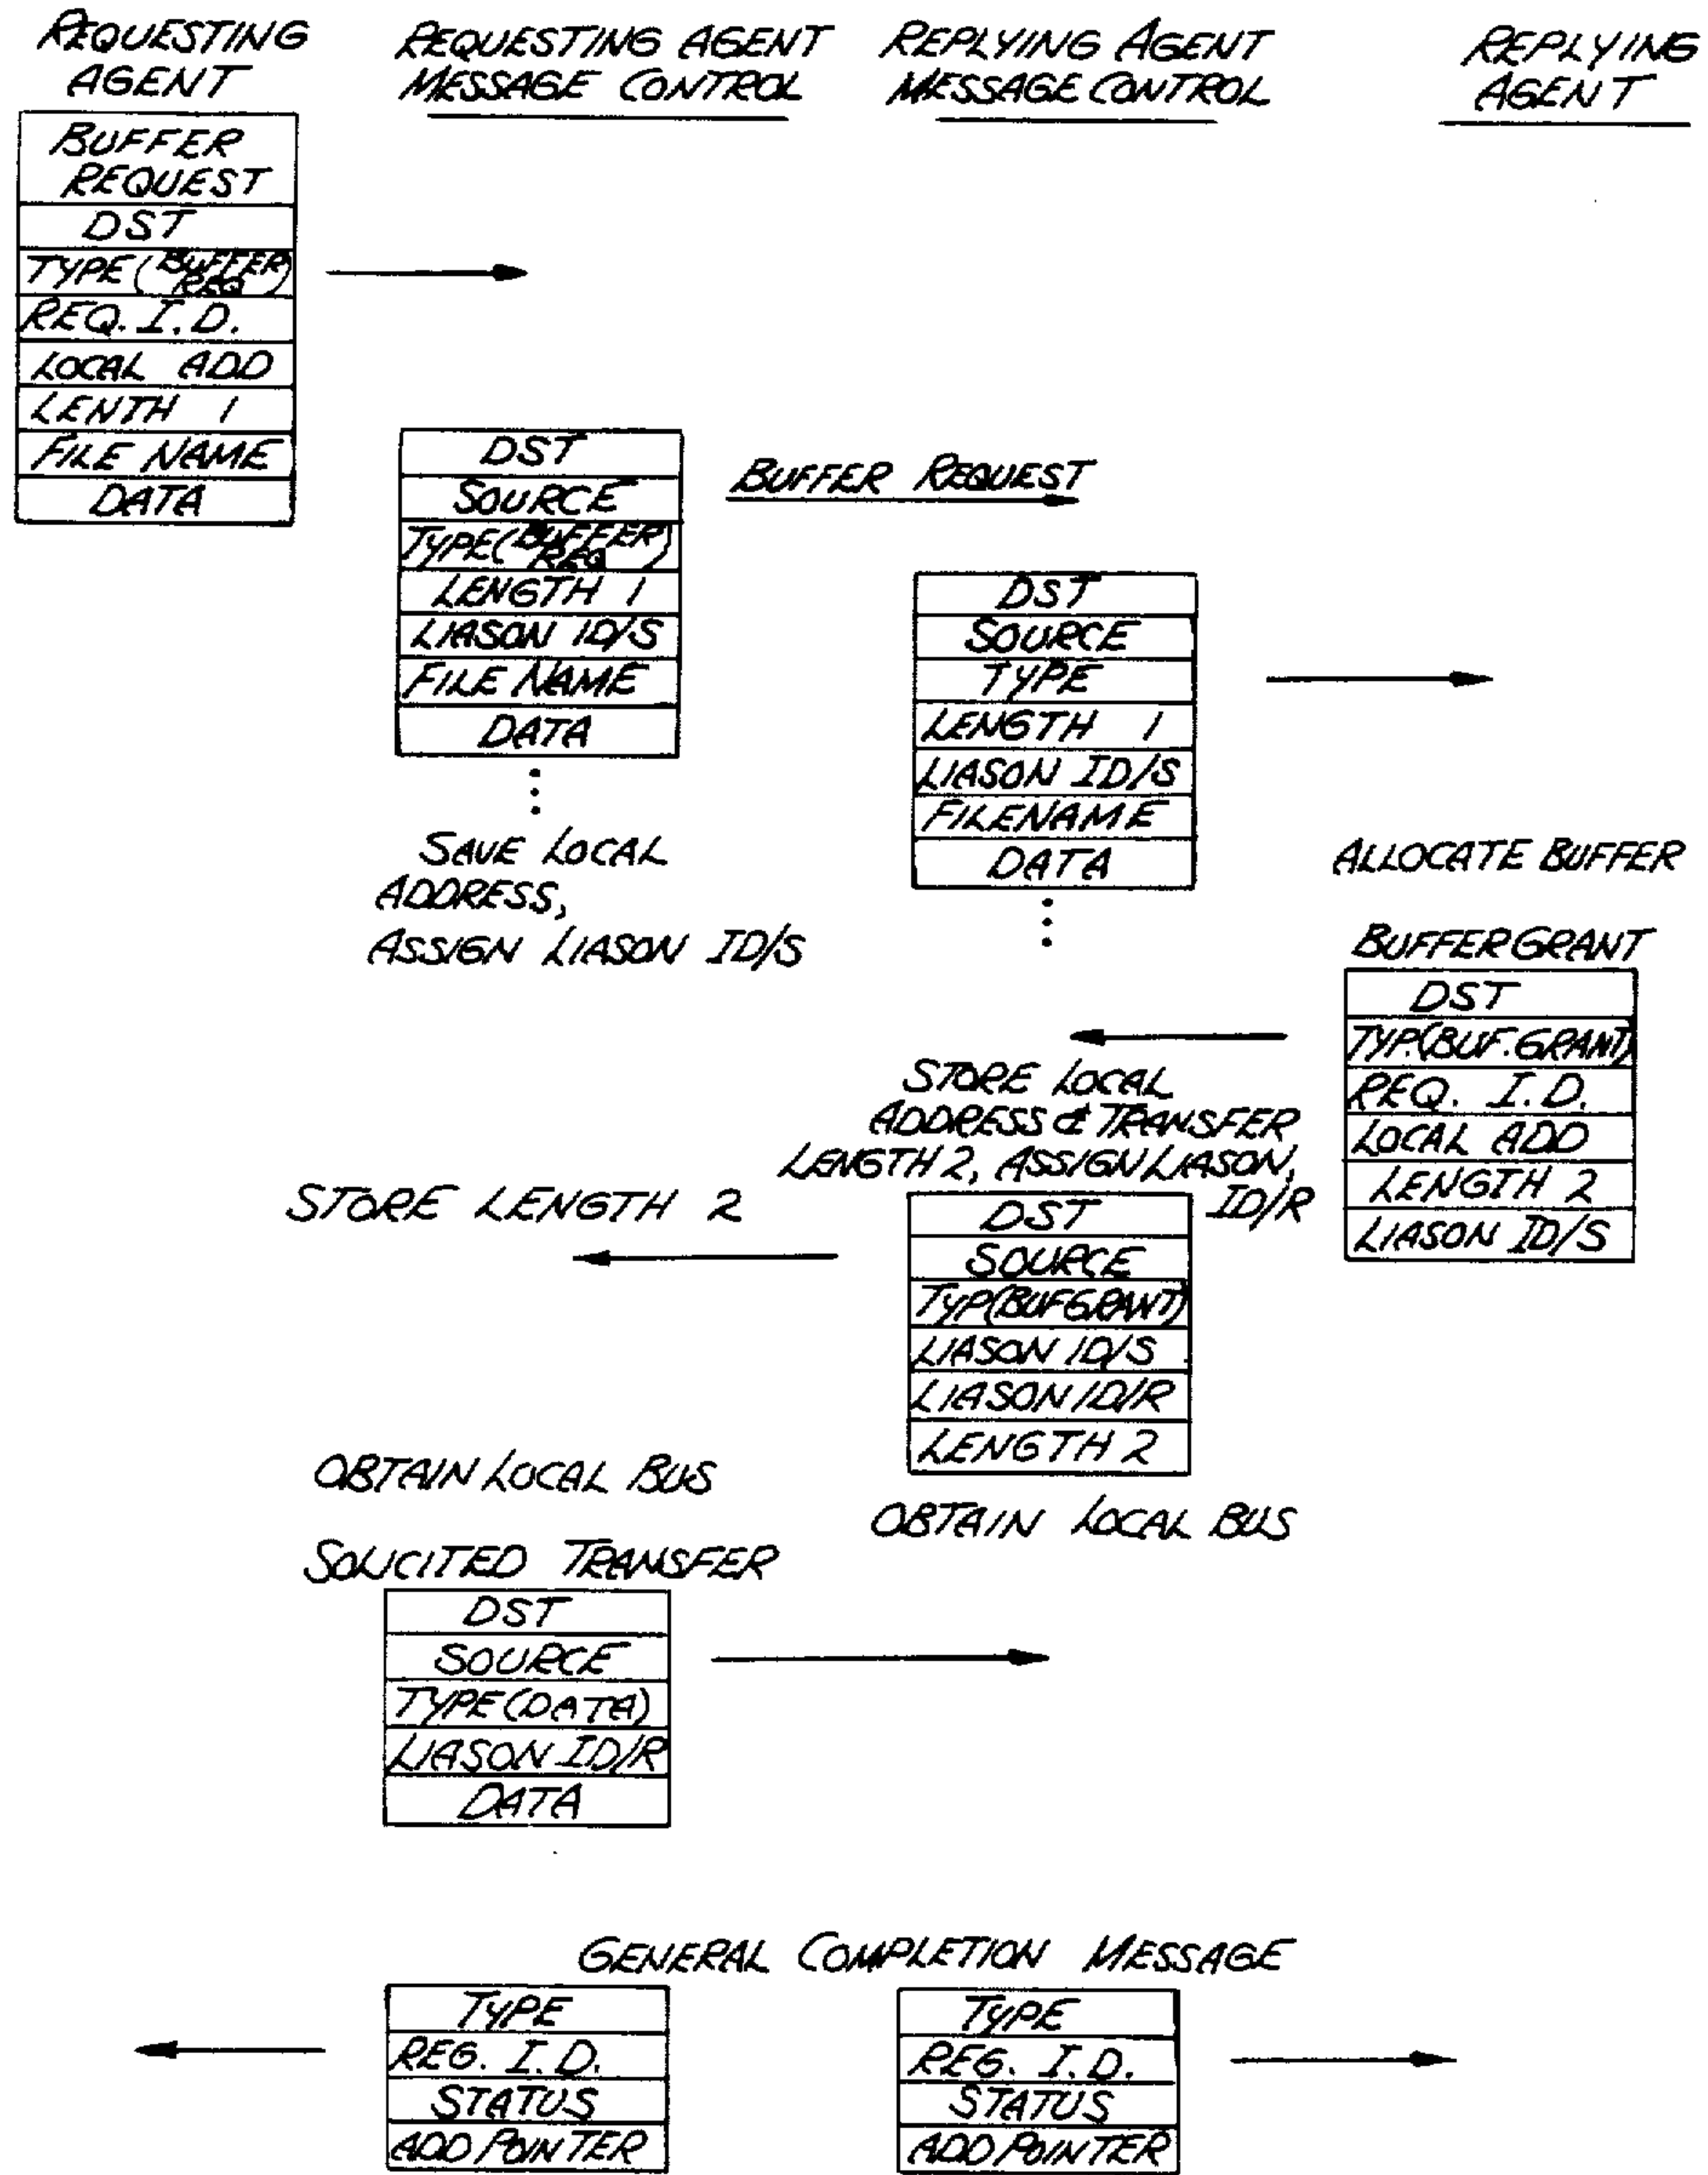 REQUESTING
AGENT
REQUESTING AGENT
MESSAGE CONTROL
REPLYING AGENT
MESSAGE CONTROL
REPLYING
AGENT
BUFFER
REQUEST
DST
TYPE (BUFFER REQ)
REQ. I.D.
LOCAL ADD
LENTH 1
FILE NAME
DATA
DST
SOURCE
TYPE (BUFFER REQ)
LENGTH 1
LIASON ID/S
FILE NAME
DATA
SAVE LOCAL
ADDRESS,
ASSIGN LIASON ID/S
BUFFER REQUEST
DST
SOURCE
TYPE
LENGTH 1
LIASON ID/S
FILENAME
DATA
ALLOCATE BUFFER
BUFFER GRANT
DST
TYP.(BUF. GRANT)
REQ. I.D.
LOCAL ADD
LENGTH 2
LIASON ID/S
STORE LOCAL
ADDRESS & TRANSFER
LENGTH 2, ASSIGN LIASON,
ID/R
DST
SOURCE
TYP(BUF GRANT)
LIASON ID/S
LIASON ID/R
LENGTH 2
STORE LENGTH 2
OBTAIN LOCAL BUS
OBTAIN LOCAL BUS
SOLICITED TRANSFER
DST
SOURCE
TYPE (DATA)
LIASON ID/R
DATA
GENERAL COMPLETION MESSAGE
TYPE
REG. I.D.
STATUS
ADD POINTER
TYPE
REG. I.D.
STATUS
ADD POINTER